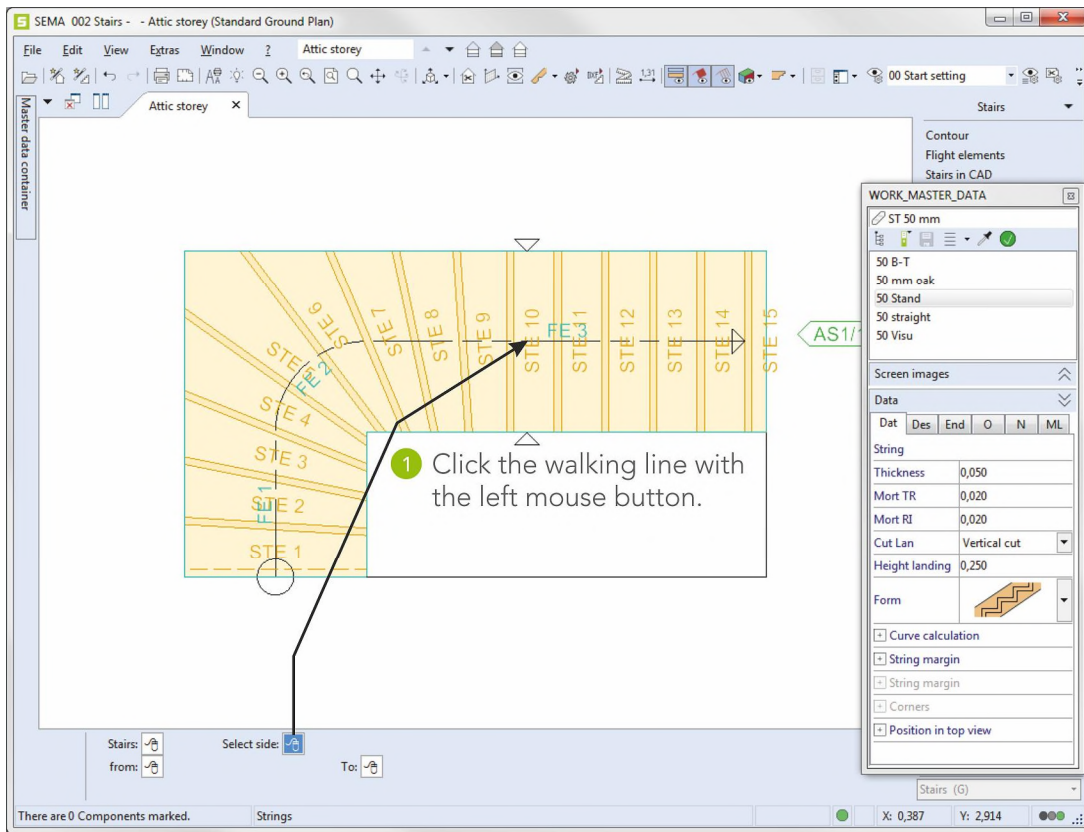 SEMA 002 Stairs - - Attic storey (Standard Ground Plan)
File Edit View Extras Window ? Attic storey
1,31 00 Start setting
Master data container
Attic storey
Stairs
Contour
Flight elements
Stairs in CAD
WORK_MASTER_DATA
ST 50 mm
50 B-T
50 mm oak
50 Stand
50 straight
50 Visu
Screen images
Data
Dat Des End O N ML
String
Thickness 0,050
Mort TR 0,020
Mort RI 0,020
Cut Lan Vertical cut
Height landing 0,250
Form
Curve calculation
String margin
String margin
Corners
Position in top view
STE 1
STE 2
STE 3
STE 4
STE 5
STE 6
STE 7
STE 8
STE 9
STE 10
STE 11
STE 12
STE 13
STE 14
STE 15
FE 1
FE 2
FE 3
AS1/1
1 Click the walking line with
the left mouse button.
Stairs: Select side:
from: To:
Stairs (G)
There are 0 Components marked. Strings X: 0,387 Y: 2,914